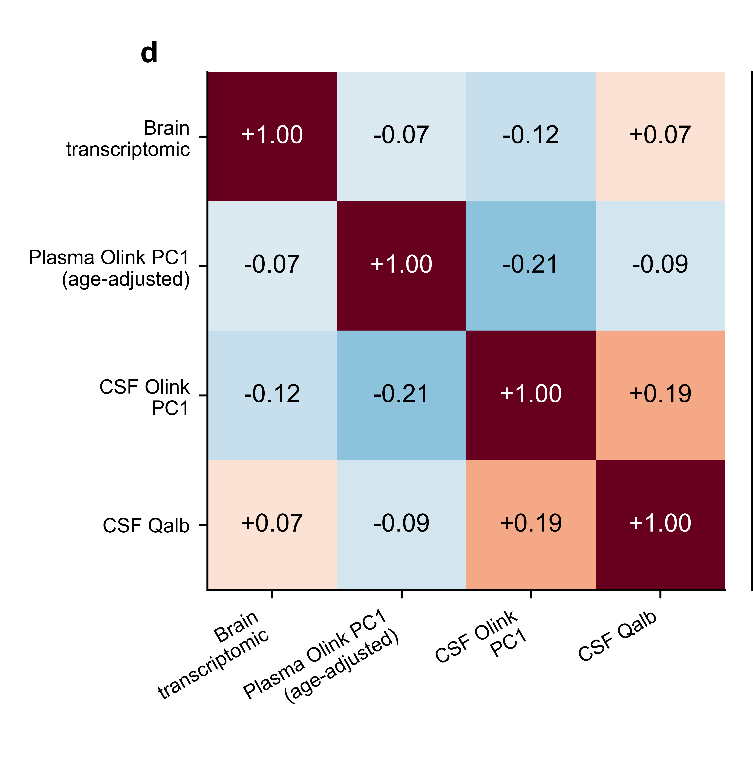 d
Brain
transcriptomic
+1.00
-0.07
-0.12
+0.07
Plasma Olink PC1
(age-adjusted)
-0.07
+1.00
-0.21
-0.09
CSF Olink
PC1
-0.12
-0.21
+1.00
+0.19
CSF Qalb
+0.07
-0.09
+0.19
+1.00
Brain
transcriptomic
Plasma Olink PC1
(age-adjusted)
CSF Olink
PC1
CSF Qalb